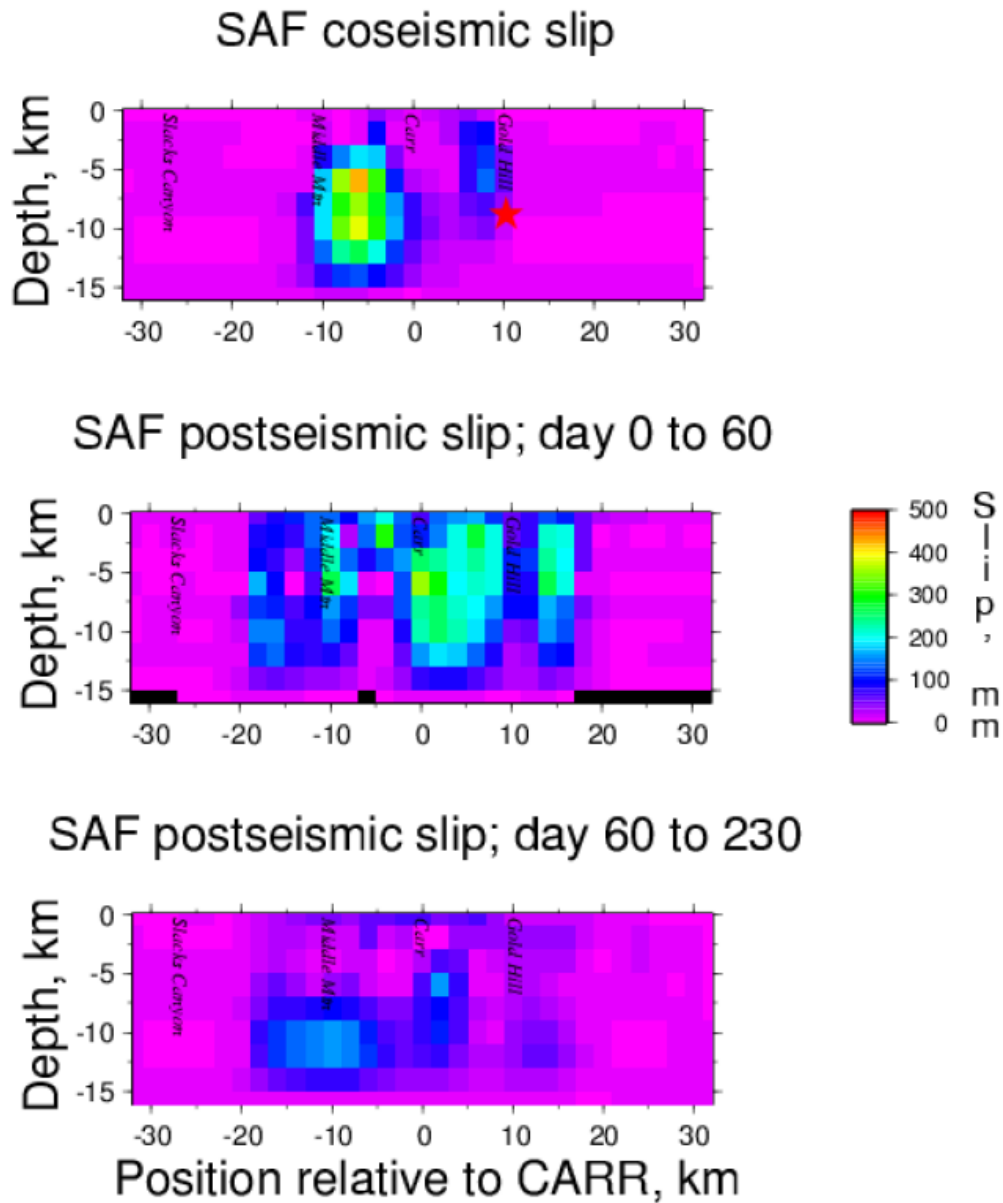 SAF coseismic slip
Depth, km
0
-5
-10
-15
Slacks Canyon
Middle Mtn
Carr
Gold Hill
-30 -20 -10 0 10 20 30
SAF postseismic slip; day 0 to 60
Depth, km
0
-5
-10
-15
Slacks Canyon
Middle Mtn
Carr
Gold Hill
-30 -20 -10 0 10 20 30
500
400
300
200
100
0
Slip, mm
SAF postseismic slip; day 60 to 230
Depth, km
0
-5
-10
-15
Slacks Canyon
Middle Mtn
Carr
Gold Hill
-30 -20 -10 0 10 20 30
Position relative to CARR, km